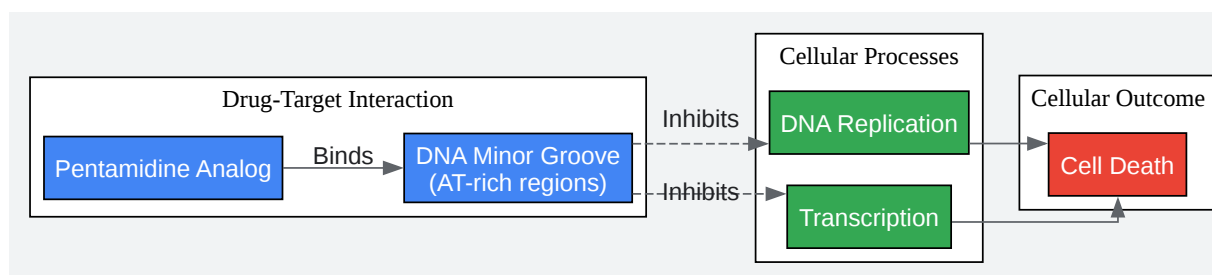 Drug-Target Interaction
Pentamidine Analog
Binds
DNA Minor Groove
(AT-rich regions)
Inhibits
Inhibits
Cellular Processes
DNA Replication
Transcription
Cellular Outcome
Cell Death